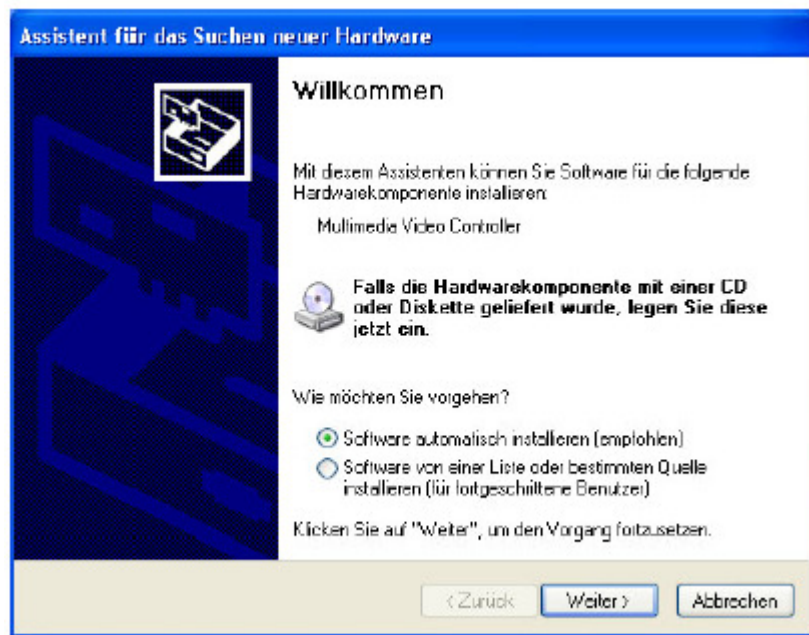 Assistent für das Suchen neuer Hardware
Willkommen
Mit diesem Assistenten können Sie Software für die folgende
Hardwarekomponente installieren:
Multimedia Video Controller
Falls die Hardwarekomponente mit einer CD
oder Diskette geliefert wurde, legen Sie diese
jetzt ein.
Wie möchten Sie vorgehen?
Software automatisch installieren (empfohlen)
Software von einer Liste oder bestimmten Quelle
installieren (für fortgeschrittene Benutzer)
Klicken Sie auf "Weiter", um den Vorgang fortzusetzen.
< Zurück
Weiter >
Abbrechen